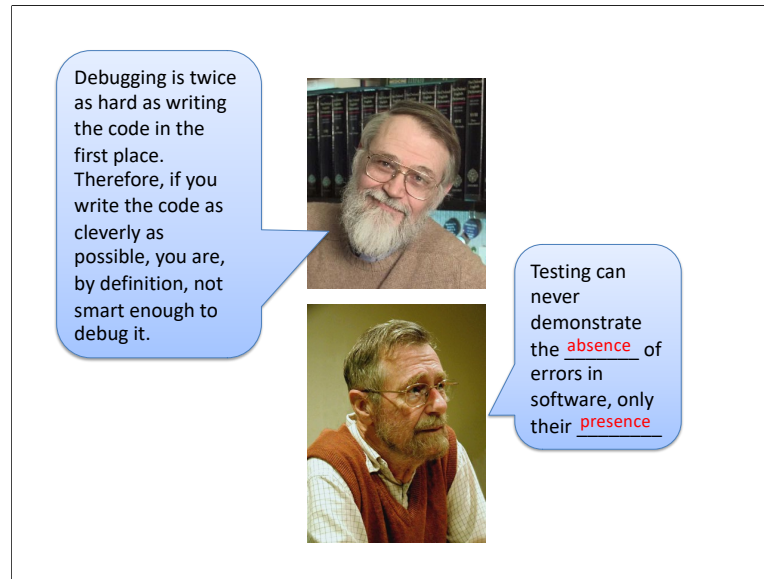 Debugging is twice
as hard as writing
the code in the
first place.
Therefore, if you
write the code as
cleverly as
possible, you are,
by definition, not
smart enough to
debug it.
Testing can
never
demonstrate
the absence of
errors in
software, only
their presence